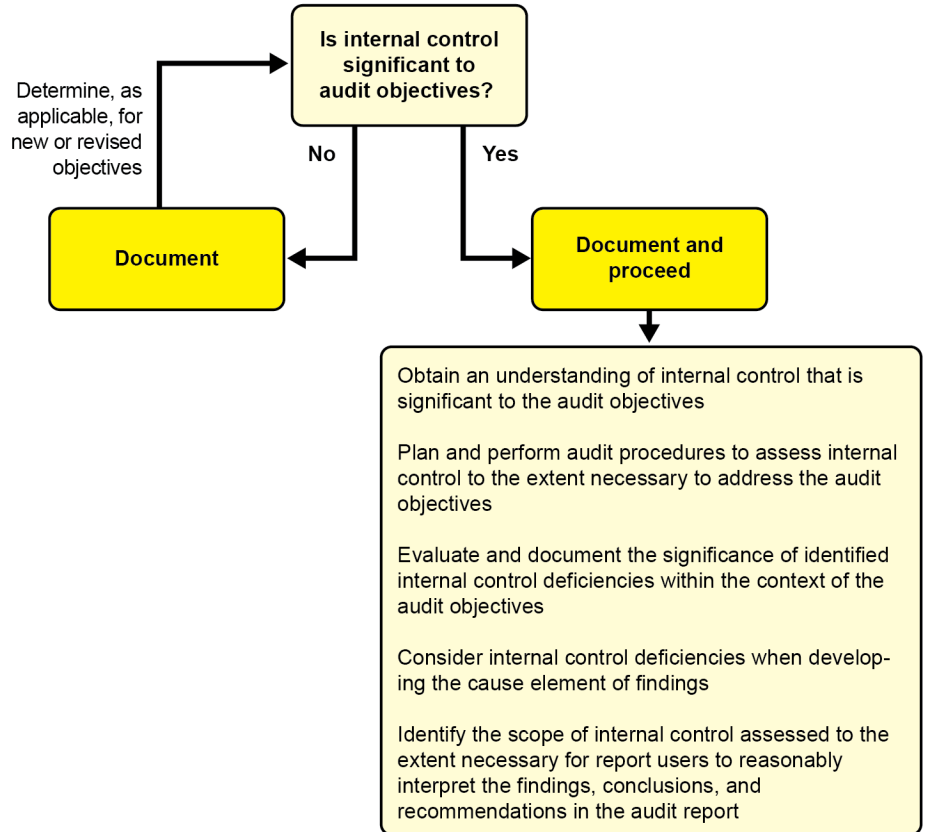 Is internal control
significant to
audit objectives?
Determine, as
applicable, for
new or revised
objectives
No
Yes
Document
Document and
proceed
Obtain an understanding of internal control that is
significant to the audit objectives
Plan and perform audit procedures to assess internal
control to the extent necessary to address the audit
objectives
Evaluate and document the significance of identified
internal control deficiencies within the context of the
audit objectives
Consider internal control deficiencies when develop-
ing the cause element of findings
Identify the scope of internal control assessed to the
extent necessary for report users to reasonably
interpret the findings, conclusions, and
recommendations in the audit report